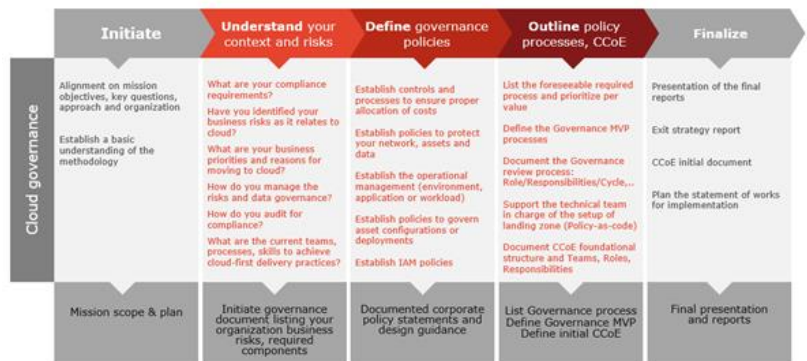 Initiate
Understand your
context and risks
Define governance
policies
Outline policy
processes, CCoE
Finalize
Cloud governance
Alignment on mission
objectives, key questions,
approach and organization
Establish a basic
understanding of the
methodology
What are your compliance
requirements?
Have you identified your
business risks as it relates to
cloud?
What are your business
priorities and reasons for
moving to cloud?
How do you manage the
risks and data governance?
How do you audit for
compliance?
What are the current teams,
processes, skills to achieve
cloud-first delivery practices?
Establish controls and
processes to ensure proper
allocation of costs
Establish policies to protect
your network, assets and
data
Establish the operational
management (environment,
application or workload)
Establish policies to govern
asset configurations or
deployments
Establish IAM policies
List the foreseeable required
process and prioritize per
value
Define the Governance MVP
processes
Document the Governance
review process:
Role/Responsibilities/Cycle,..
Support the technical team
in charge of the setup of
landing zone (Policy-as-code)
Document CCoE foundational
structure and Teams, Roles,
Responsibilities
Presentation of the final
reports
Exit strategy report
CCoE initial document
Plan the statement of works
for implementation
Mission scope & plan
Initiate governance
document listing your
organization business
risks, required
components
Documented corporate
policy statements and
design guidance
List Governance process
Define Governance MVP
Define initial CCoE
Final presentation
and reports